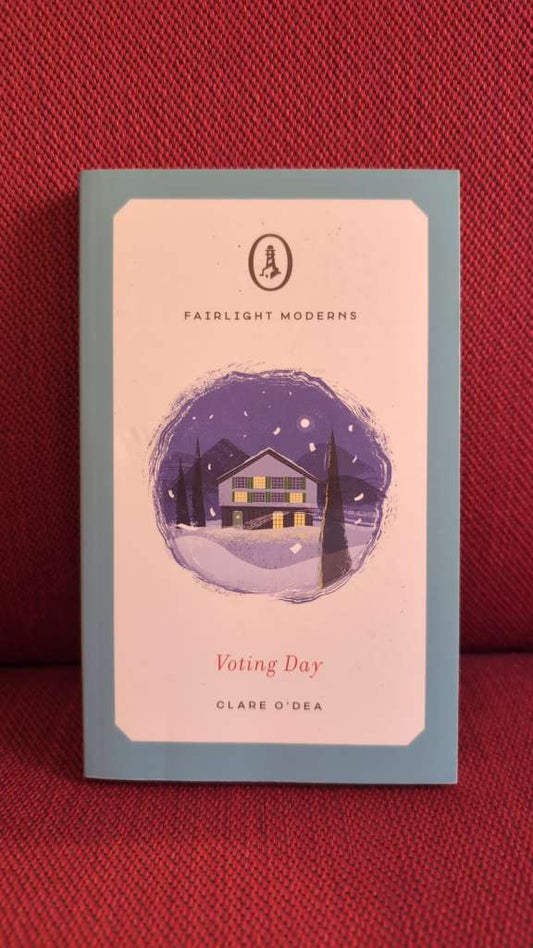 FAIRLIGHT MODERNS
Voting Day
CLARE O'DEA